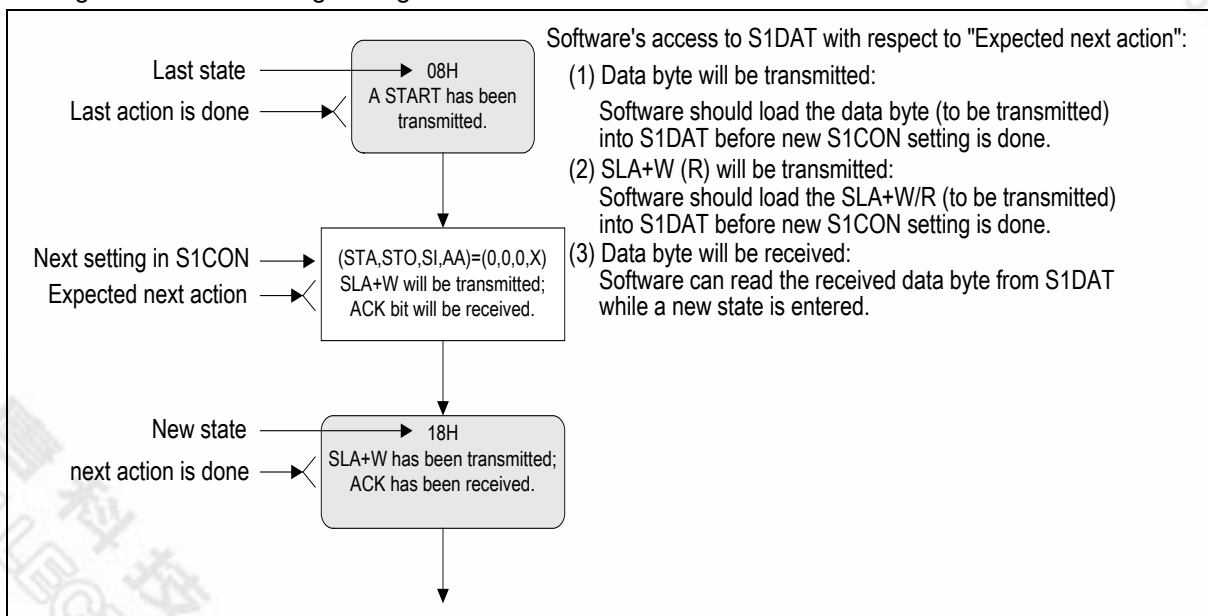 Last state
Last action is done
08H
A START has been
transmitted.
Next setting in S1CON
Expected next action
(STA,STO,SI,AA)=(0,0,0,X)
SLA+W will be transmitted;
ACK bit will be received.
New state
next action is done
18H
SLA+W has been transmitted;
ACK has been received.
Software's access to S1DAT with respect to "Expected next action":
(1) Data byte will be transmitted:
Software should load the data byte (to be transmitted)
into S1DAT before new S1CON setting is done.
(2) SLA+W (R) will be transmitted:
Software should load the SLA+W/R (to be transmitted)
into S1DAT before new S1CON setting is done.
(3) Data byte will be received:
Software can read the received data byte from S1DAT
while a new state is entered.